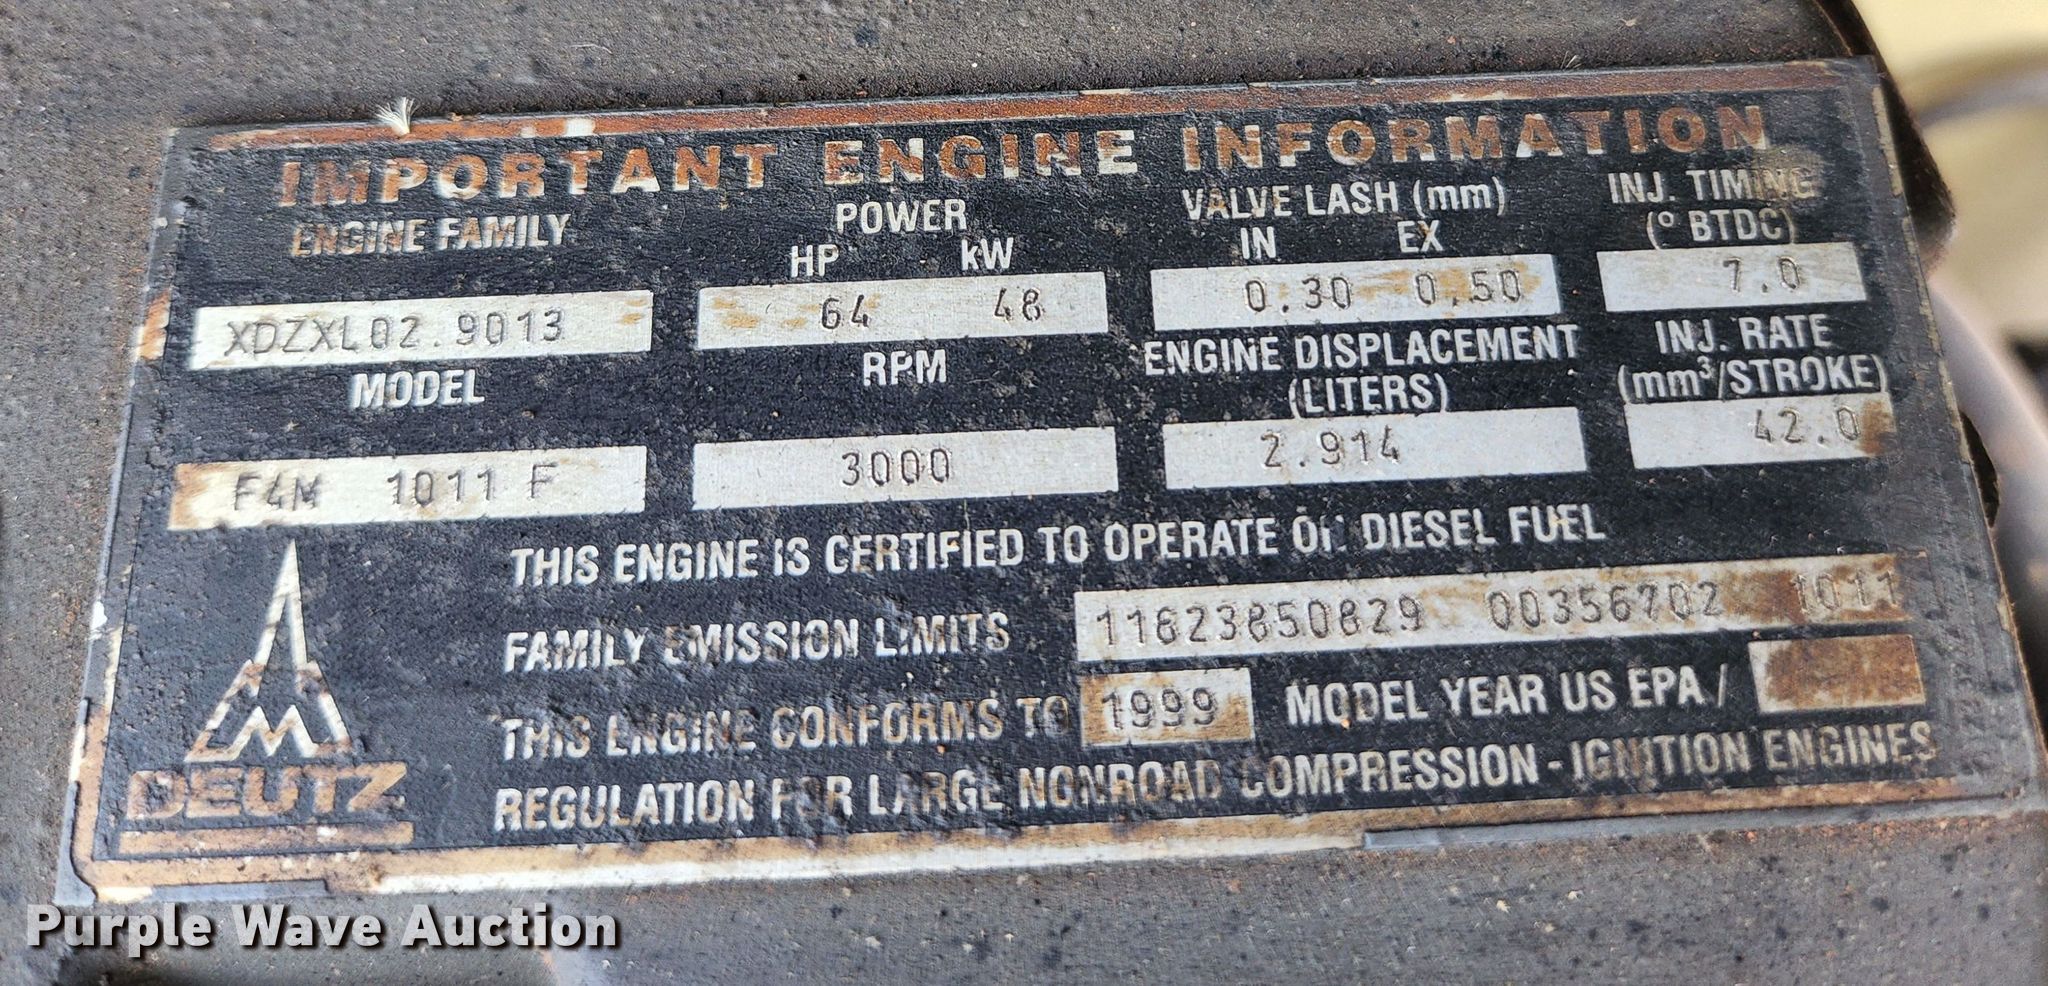 IMPORTANT ENGINE INFORMATION
ENGINE FAMILY POWER VALVE LASH (mm) INJ. TIMING
HP kW IN EX (° BTDC)
XDZXL02.9013 64 48 0.30 0.50 7.0
MODEL RPM ENGINE DISPLACEMENT (LITERS) INJ. RATE (mm³/STROKE)
F4M 1011 F 3000 2.914 42.0
THIS ENGINE IS CERTIFIED TO OPERATE ON DIESEL FUEL
FAMILY EMISSION LIMITS 11823850829 00356702 1011
THIS ENGINE CONFORMS TO 1999 MODEL YEAR US EPA /
REGULATION FOR LARGE NONROAD COMPRESSION - IGNITION ENGINES
DEUTZ
Purple Wave Auction